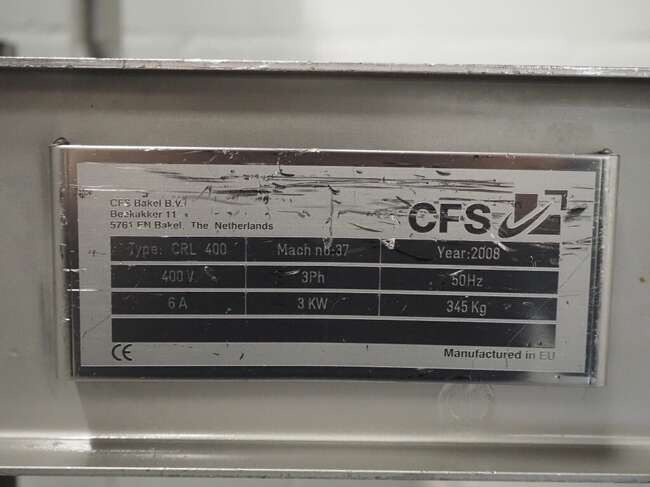 CFS Bakel B.V.
Beekakker 11
5761 EN Bakel, The Netherlands
CFS
Type: CRL 400 Mach no:37 Year:2008
400 V 3Ph 50Hz
6 A 3 KW 345 Kg
CE Manufactured in EU